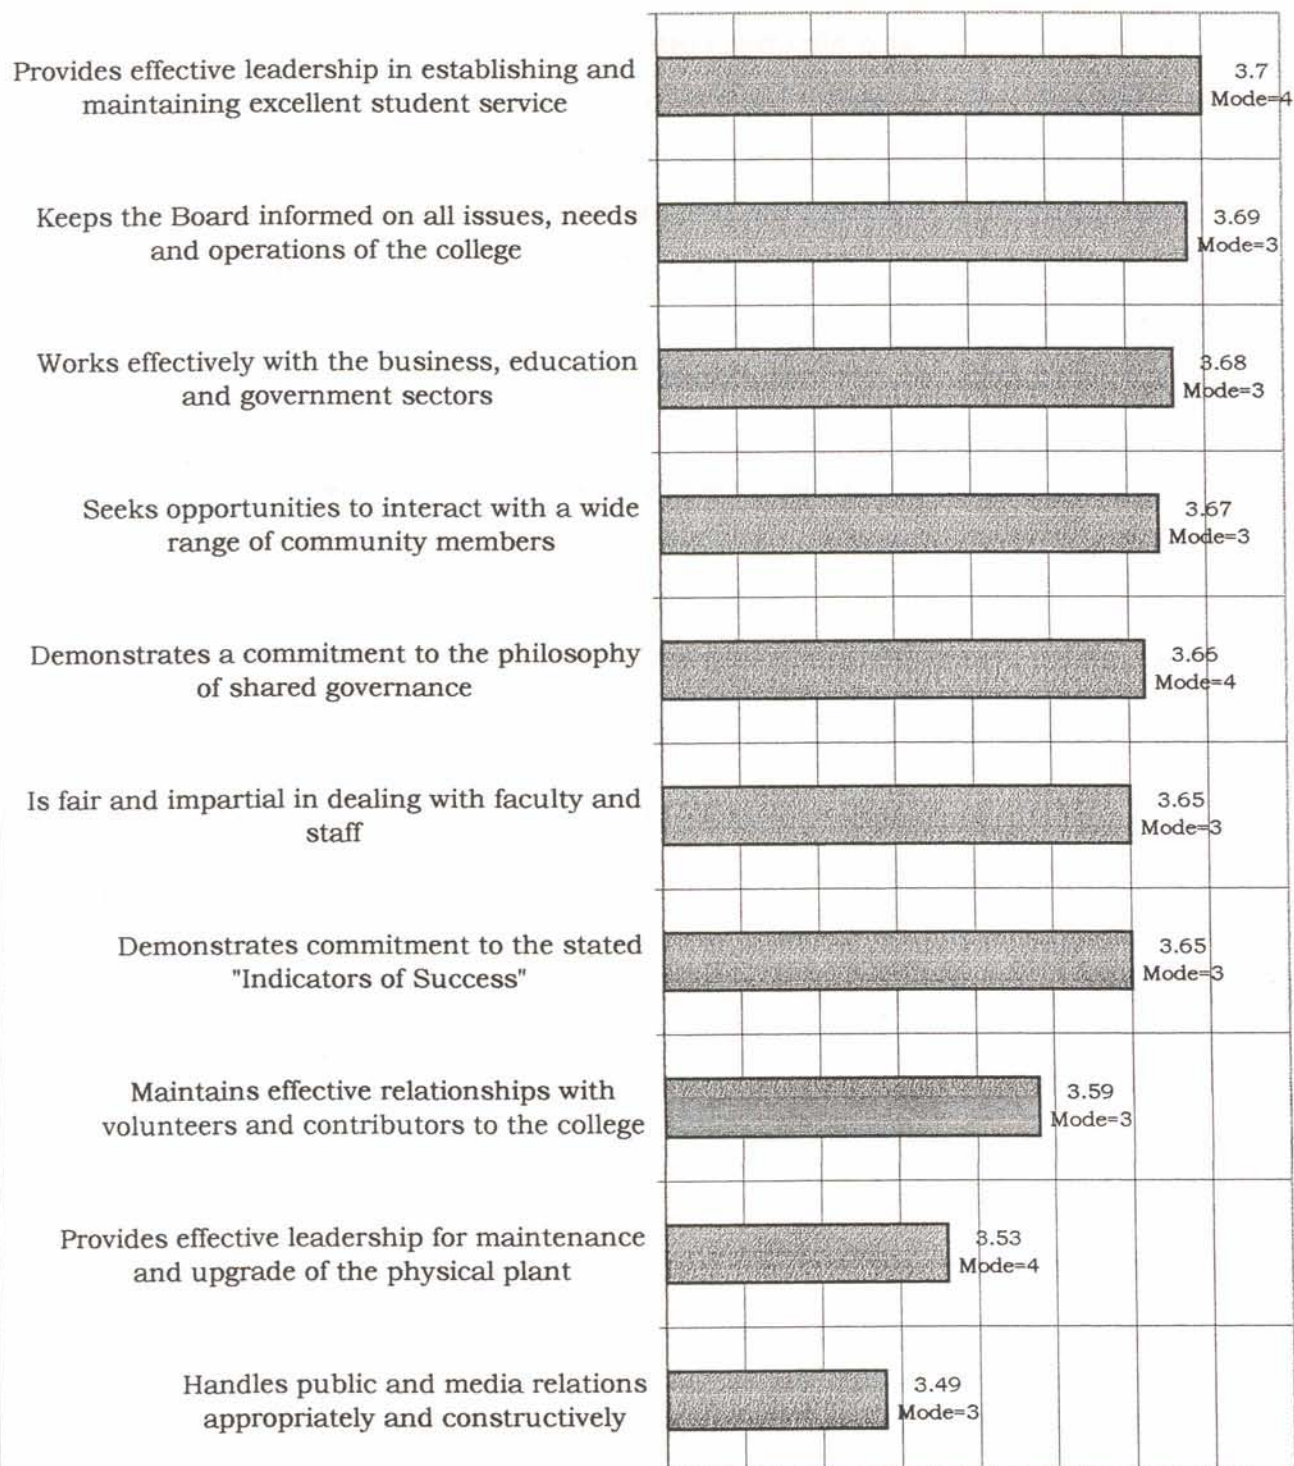 Provides effective leadership in establishing and
maintaining excellent student service
3.7
Mode=4
Keeps the Board informed on all issues, needs
and operations of the college
3.69
Mode=3
Works effectively with the business, education
and government sectors
3.68
Mode=3
Seeks opportunities to interact with a wide
range of community members
3.67
Mode=3
Demonstrates a commitment to the philosophy
of shared governance
3.66
Mode=4
Is fair and impartial in dealing with faculty and
staff
3.65
Mode=3
Demonstrates commitment to the stated
"Indicators of Success"
3.65
Mode=3
Maintains effective relationships with
volunteers and contributors to the college
3.59
Mode=3
Provides effective leadership for maintenance
and upgrade of the physical plant
3.53
Mode=4
Handles public and media relations
appropriately and constructively
3.49
Mode=3